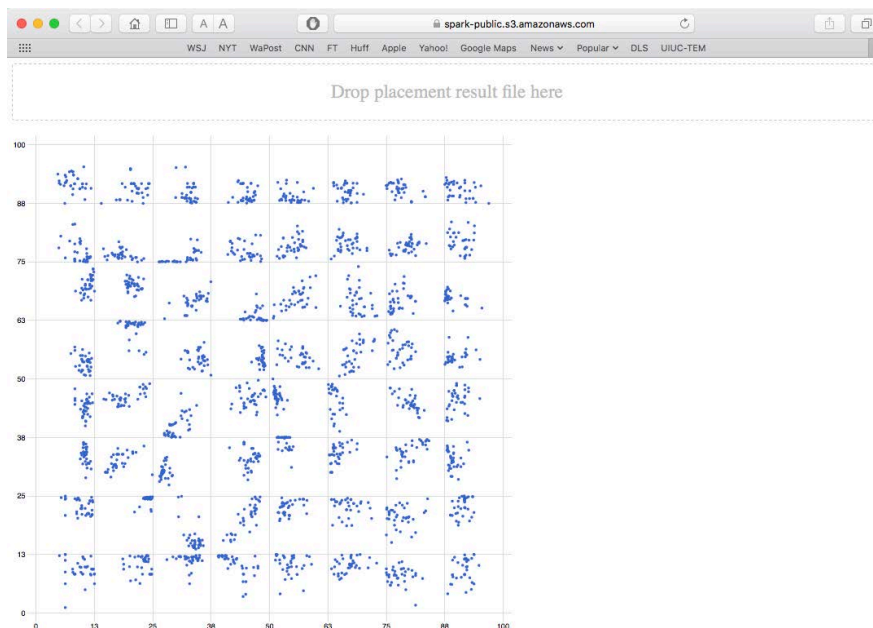 A A spark-public.s3.amazonaws.com
WSJ NYT WaPost CNN FT Huff Apple Yahoo! Google Maps News Popular DLS UIUC-TEM
Drop placement result file here
100
88
75
63
50
38
25
13
0
0 13 25 38 50 63 75 88 100